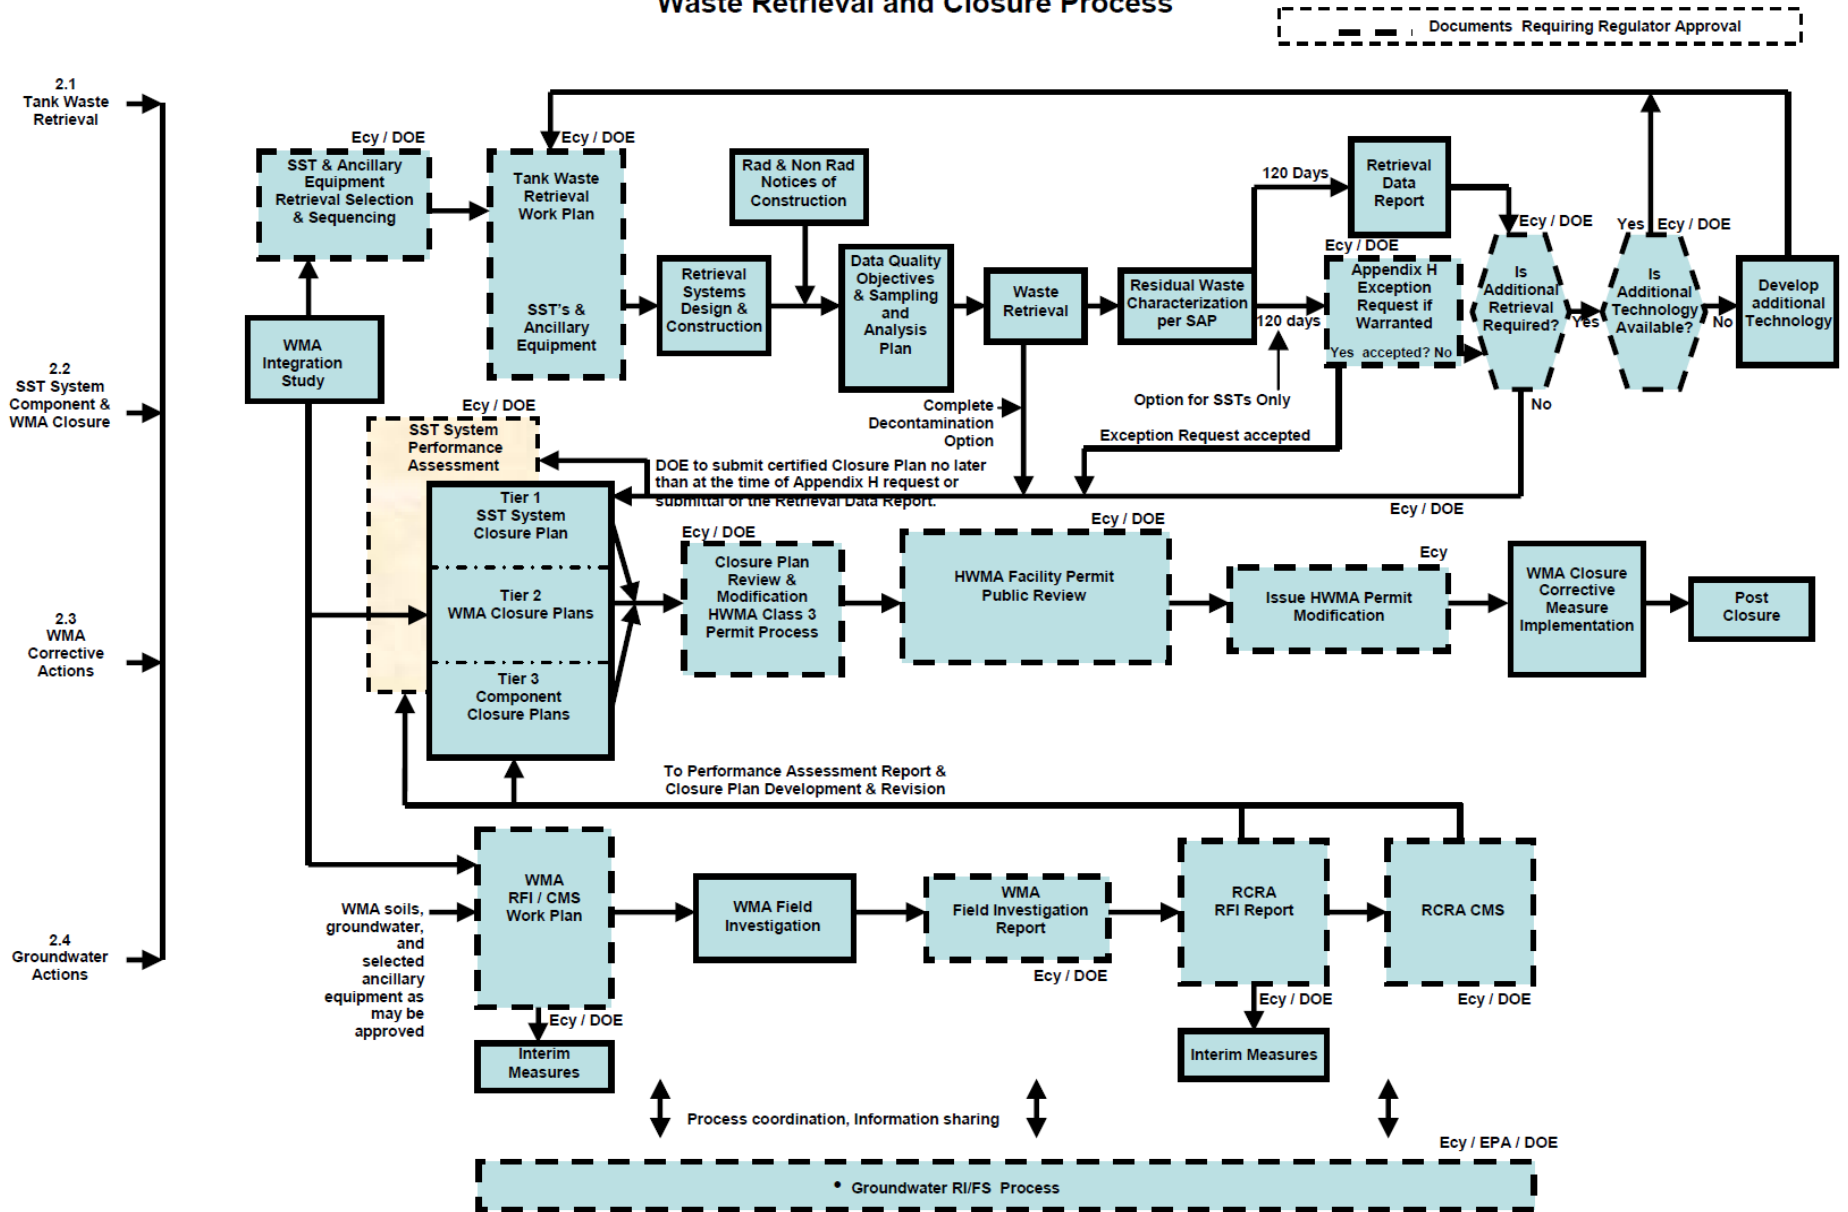 Waste Retrieval and Closure Process
Documents Requiring Regulator Approval
2.1
Tank Waste
Retrieval
2.2
SST System
Component &
WMA Closure
2.3
WMA
Corrective
Actions
2.4
Groundwater
Actions
Ecy / DOE
SST & Ancillary
Equipment
Retrieval Selection
& Sequencing
WMA
Integration
Study
Ecy / DOE
Tank Waste
Retrieval
Work Plan
SST's &
Ancillary
Equipment
Retrieval
Systems
Design &
Construction
Rad & Non Rad
Notices of
Construction
Data Quality
Objectives
& Sampling
and
Analysis
Plan
Waste
Retrieval
Residual Waste
Characterization
per SAP
120 Days
120 days
Option for SSTs Only
Retrieval
Data
Report
Ecy / DOE
Appendix H
Exception
Request if
Warranted
Yes accepted? No
Ecy / DOE
Is
Additional
Retrieval
Required?
Yes
No
Yes
Ecy / DOE
Is
Additional
Technology
Available?
No
Develop
additional
Technology
Complete
Decontamination
Option
Exception Request accepted
Ecy / DOE
SST System
Performance
Assessment
DOE to submit certified Closure Plan no later
than at the time of Appendix H request or
submittal of the Retrieval Data Report.
Ecy / DOE
Tier 1
SST System
Closure Plan
Tier 2
WMA Closure Plans
Tier 3
Component
Closure Plans
Ecy / DOE
Closure Plan
Review &
Modification
HWMA Class 3
Permit Process
Ecy / DOE
HWMA Facility Permit
Public Review
Ecy
Issue HWMA Permit
Modification
WMA Closure
Corrective
Measure
Implementation
Post
Closure
To Performance Assessment Report &
Closure Plan Development & Revision
WMA soils,
groundwater,
and
selected
ancillary
equipment as
may be
approved
WMA
RFI / CMS
Work Plan
Ecy / DOE
Interim
Measures
WMA Field
Investigation
WMA
Field Investigation
Report
Ecy / DOE
RCRA
RFI Report
Ecy / DOE
Interim Measures
RCRA CMS
Ecy / DOE
Process coordination, Information sharing
Ecy / EPA / DOE
• Groundwater RI/FS Process